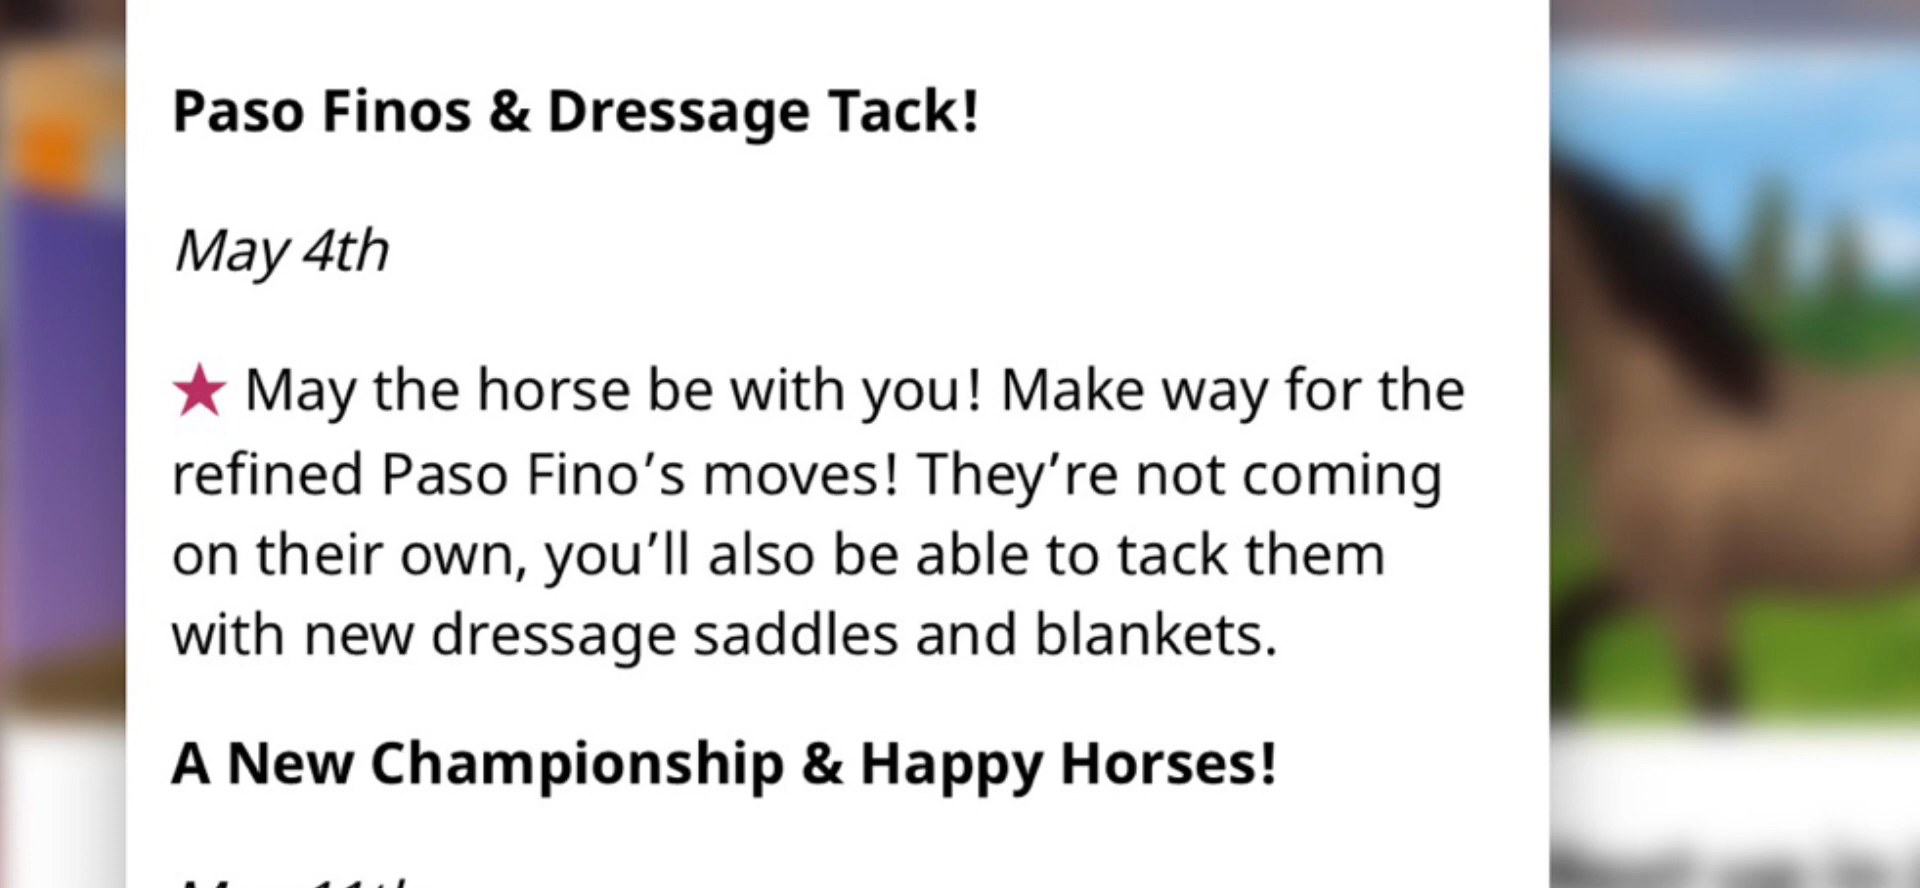 Paso Finos & Dressage Tack!
May 4th
★ May the horse be with you! Make way for the
refined Paso Fino’s moves! They’re not coming
on their own, you’ll also be able to tack them
with new dressage saddles and blankets.
A New Championship & Happy Horses!
May 11th